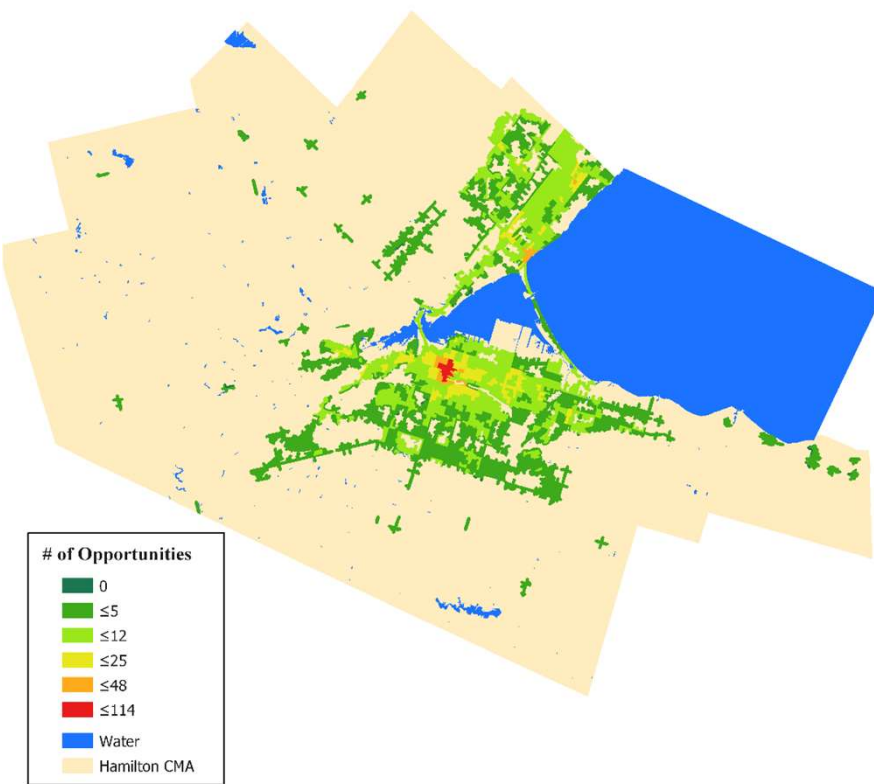 # of Opportunities
0
≤5
≤12
≤25
≤48
≤114
Water
Hamilton CMA